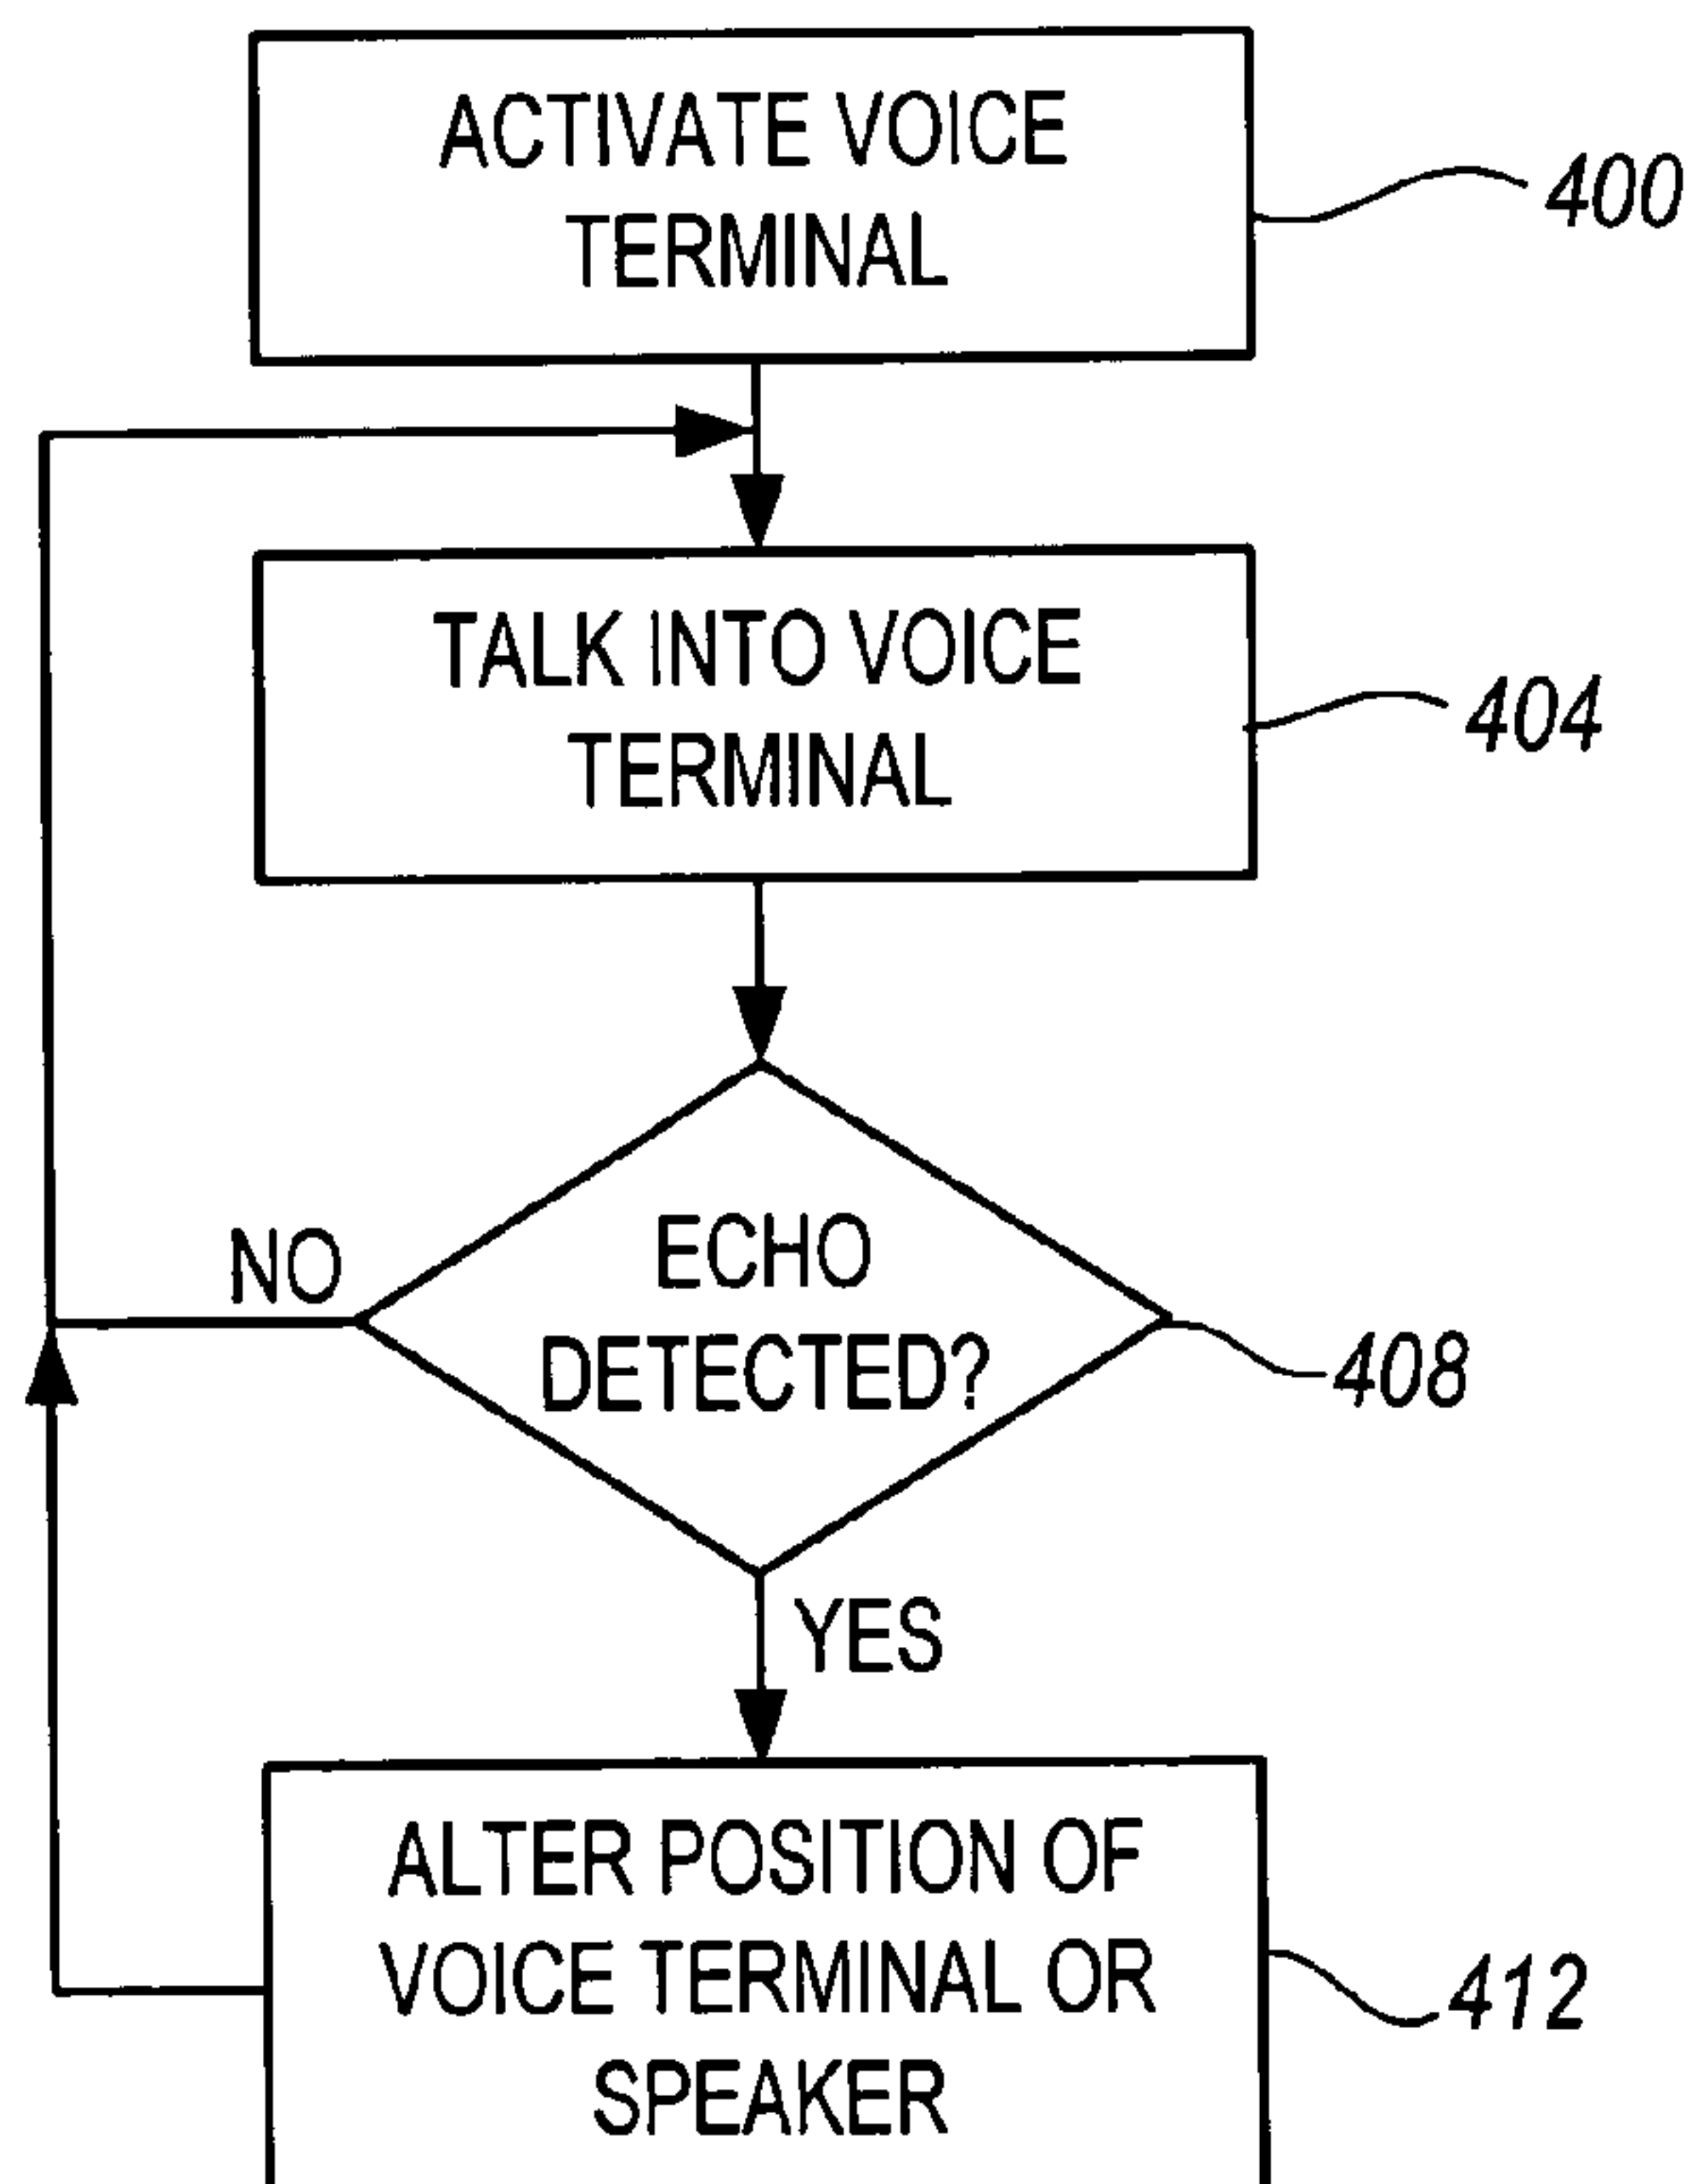 ACTIVATE VOICE
TERMINAL
400
TALK INTO VOICE
TERMINAL
404
ECHO
DETECTED?
NO
408
YES
ALTER POSITION OF
VOICE TERMINAL OR
SPEAKER
412